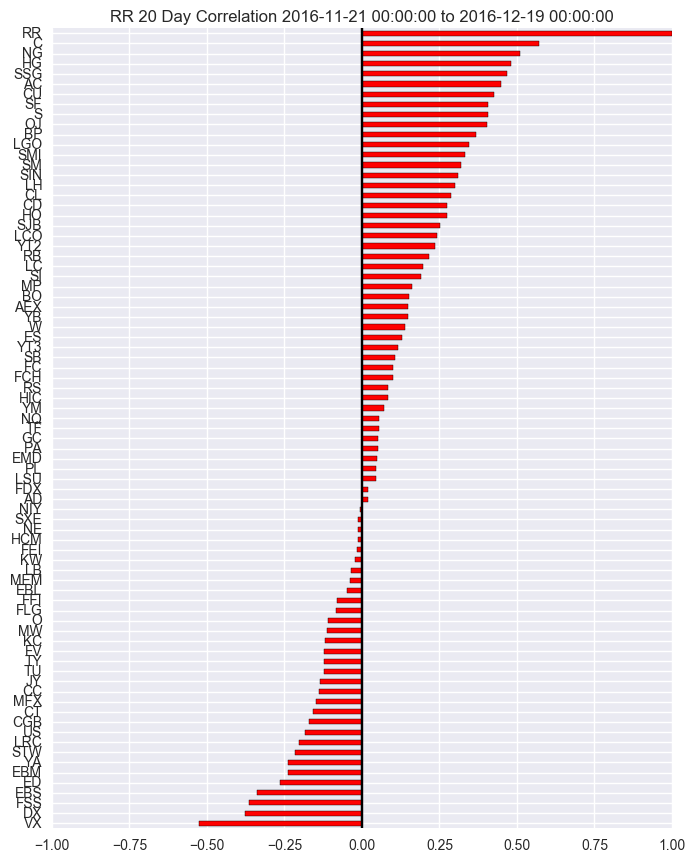 RR 20 Day Correlation 2016-11-21 00:00:00 to 2016-12-19 00:00:00
RR
C
NG
HG
SSG
AC
CU
SF
S
OJ
BP
LGO
SMI
SM
SIN
LH
CL
CD
HO
SJB
LCO
YT2
RB
LC
SI
MP
BO
AEX
YB
W
ES
YT3
SB
FC
FCH
RS
HIC
YM
NQ
TF
GC
PA
EMD
PL
LSU
FDX
AD
NIY
SXE
NE
HCM
FEI
KW
LB
MEM
EBL
FFI
FLG
O
MW
KC
FV
TY
TU
JY
CC
MFX
CT
CGB
US
LRC
STW
YA
EBM
ED
EBS
FSS
DX
VX
−1.00 −0.75 −0.50 −0.25 0.00 0.25 0.50 0.75 1.00